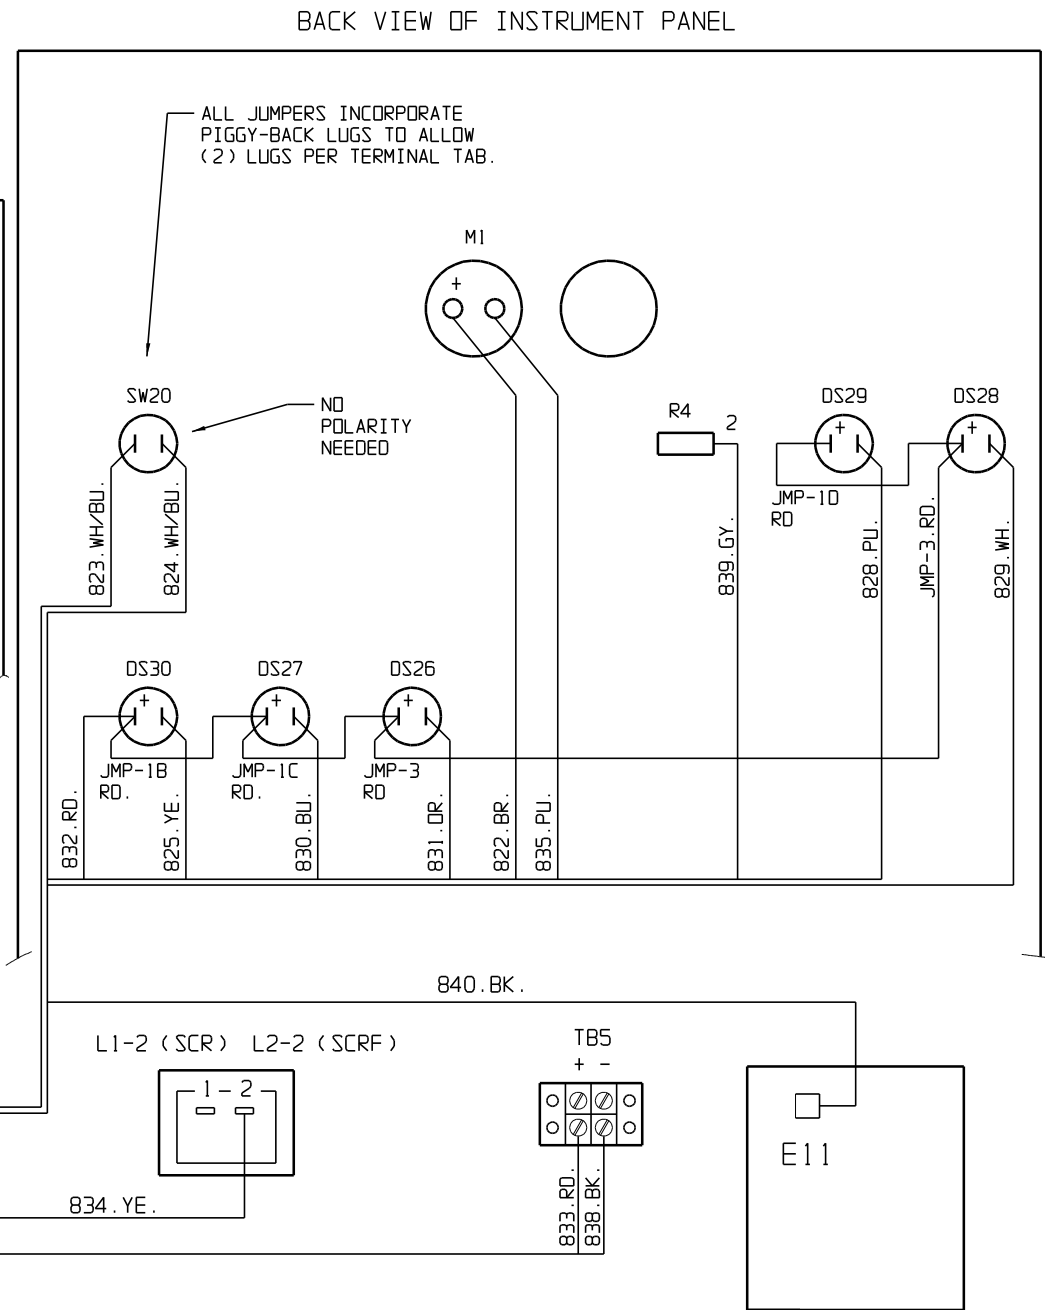 BACK VIEW OF INSTRUMENT PANEL
ALL JUMPERS INCORPORATE
PIGGY-BACK LUGS TO ALLOW
(2) LUGS PER TERMINAL TAB.
M1
+
SW20
NO
POLARITY
NEEDED
R4
2
DS29
+
DS28
+
JMP-1D
RD
823.WH/BU.
824.WH/BU.
839.GY.
828.PU.
JMP-3.RD.
829.WH.
DS30
+
DS27
+
DS26
+
JMP-1B
RD.
JMP-1C
RD.
JMP-3
RD
832.RD.
825.YE.
830.BU.
831.OR.
822.BR.
835.PU.
840.BK.
L1-2 (SCR) L2-2 (SCRF)
1-2
TB5
+ -
E11
834.YE.
833.RD.
838.BK.